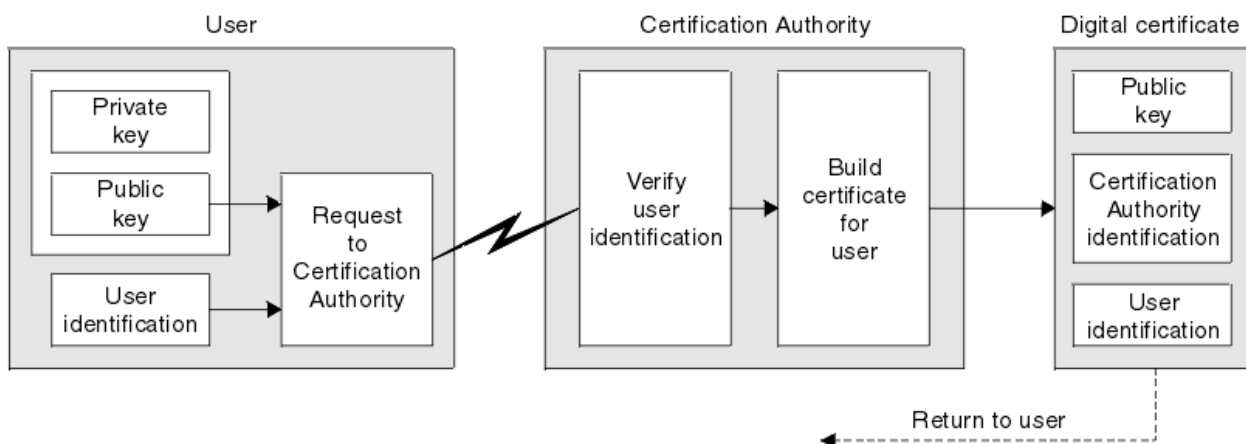 User
Certification Authority
Digital certificate
Private
key
Public
key
User
identification
Request
to
Certification
Authority
Verify
user
identification
Build
certificate
for
user
Public
key
Certification
Authority
identification
User
identification
Return to user